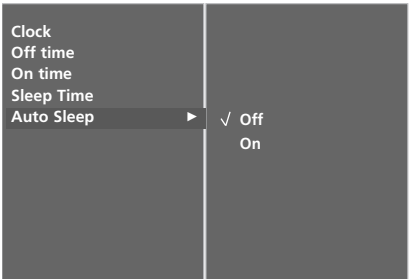 Clock
Off time
On time
Sleep Time
Auto Sleep ►
√ Off
On